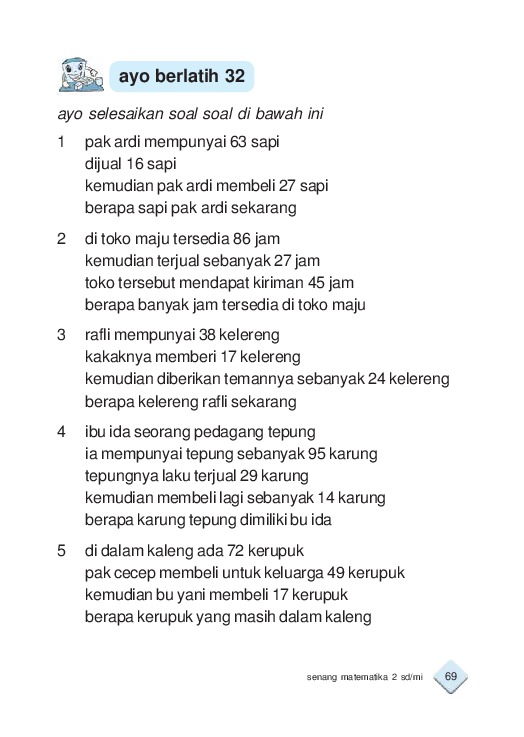 ayo berlatih 32
ayo selesaikan soal soal di bawah ini
1 pak ardi mempunyai 63 sapi
dijual 16 sapi
kemudian pak ardi membeli 27 sapi
berapa sapi pak ardi sekarang
2 di toko maju tersedia 86 jam
kemudian terjual sebanyak 27 jam
toko tersebut mendapat kiriman 45 jam
berapa banyak jam tersedia di toko maju
3 rafli mempunyai 38 kelereng
kakaknya memberi 17 kelereng
kemudian diberikan temannya sebanyak 24 kelereng
berapa kelereng rafli sekarang
4 ibu ida seorang pedagang tepung
ia mempunyai tepung sebanyak 95 karung
tepungnya laku terjual 29 karung
kemudian membeli lagi sebanyak 14 karung
berapa karung tepung dimiliki bu ida
5 di dalam kaleng ada 72 kerupuk
pak cecep membeli untuk keluarga 49 kerupuk
kemudian bu yani membeli 17 kerupuk
berapa kerupuk yang masih dalam kaleng
senang matematika 2 sd/mi 69